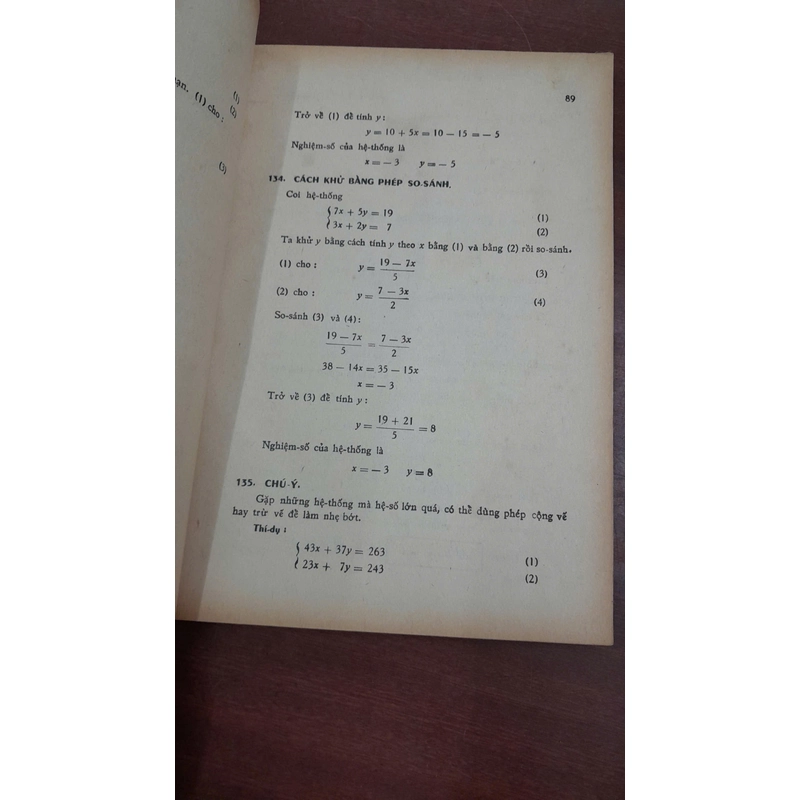 ạn. (1) cho :
(1)
(2)
(3)
89
Trở về (1) để tính y :
y = 10 + 5x = 10 — 15 = — 5
Nghiệm-số của hệ-thống là
x = — 3 y = — 5
134. CÁCH KHỬ BẰNG PHÉP SO-SÁNH.
Coi hệ-thống
7x + 5y = 19 (1)
3x + 2y = 7 (2)
Ta khử y bằng cách tính y theo x bằng (1) và bằng (2) rồi so-sánh.
(1) cho : y = (19 — 7x)/5 (3)
(2) cho : y = (7 — 3x)/2 (4)
So-sánh (3) và (4) :
(19 — 7x)/5 = (7 — 3x)/2
38 — 14x = 35 — 15x
x = — 3
Trở về (3) để tính y :
y = (19 + 21)/5 = 8
Nghiệm-số của hệ-thống là
x = — 3 y = 8
135. CHÚ-Ý.
Gặp những hệ-thống mà hệ-số lớn quá, có thể dùng phép cộng vế
hay trừ vế để làm nhẹ bớt.
Thí-dụ :
43x + 37y = 263 (1)
23x + 7y = 243 (2)